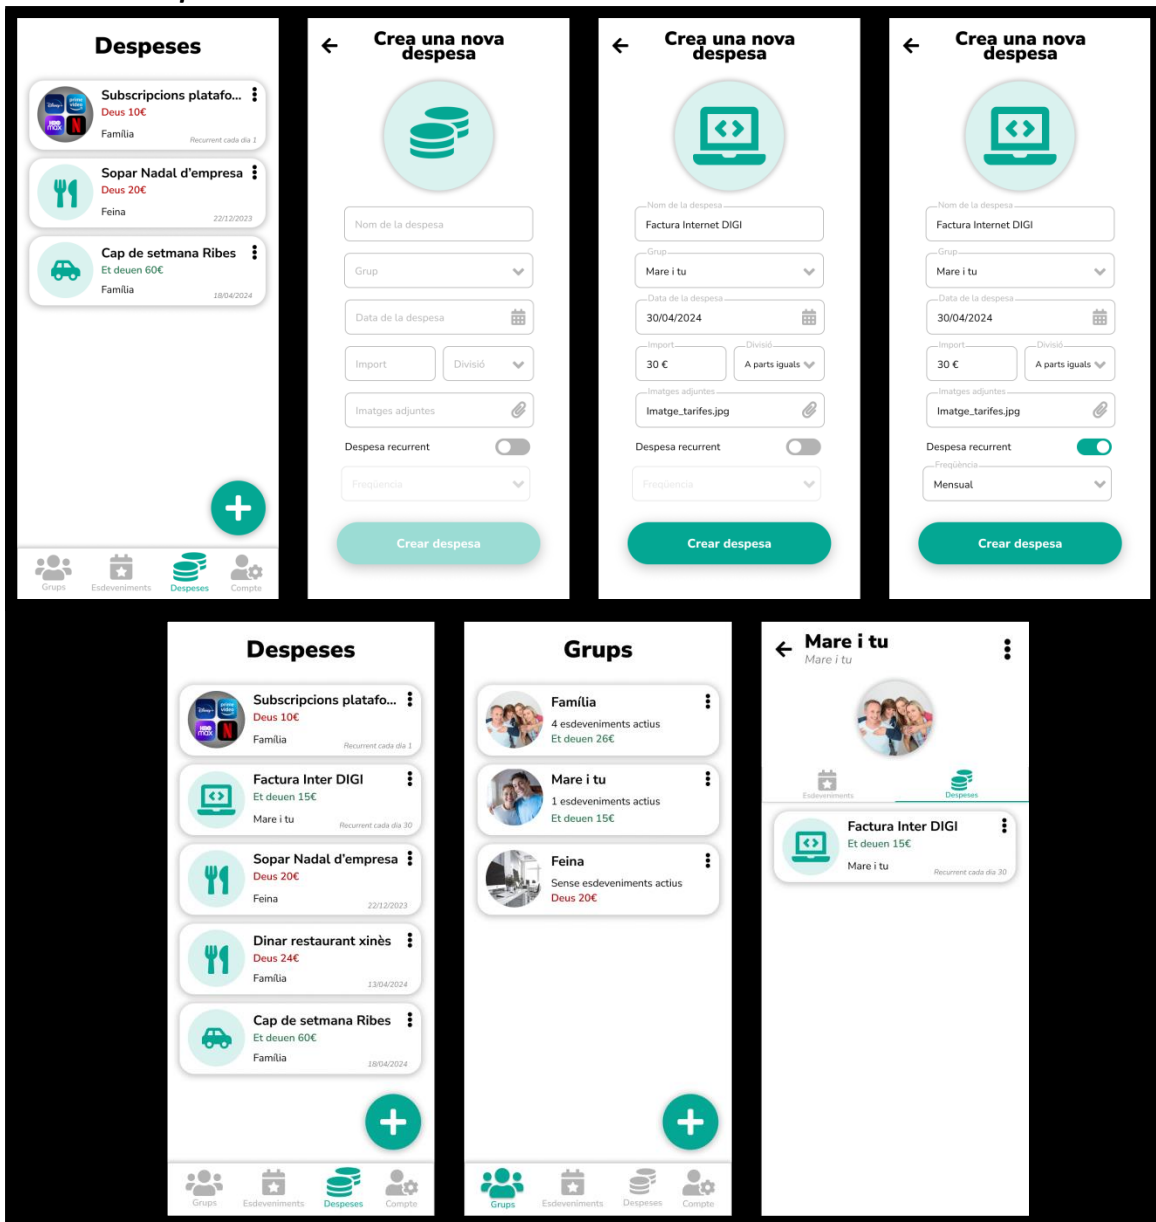 Despeses
Subscripcions platafo...
Deus 10€
Família
Recurrent cada dia 1
Sopar Nadal d'empresa
Deus 20€
Feina
22/12/2023
Cap de setmana Ribes
Et deuen 60€
Família
18/04/2024
Grups Esdeveniments Despeses Compte
Crea una nova
despesa
Nom de la despesa
Grup
Data de la despesa
Import Divisió
Imatges adjuntes
Despesa recurrent
Freqüencia
Crear despesa
Crea una nova
despesa
Nom de la despesa
Factura Internet DIGI
Grup
Mare i tu
Data de la despesa
30/04/2024
Import Divisió
30 € A parts iguals
Imatges adjuntes
Imatge_tarifes.jpg
Despesa recurrent
Freqüencia
Crear despesa
Crea una nova
despesa
Nom de la despesa
Factura Internet DIGI
Grup
Mare i tu
Data de la despesa
30/04/2024
Import Divisió
30 € A parts iguals
Imatges adjuntes
Imatge_tarifes.jpg
Despesa recurrent
Freqüència
Mensual
Crear despesa
Despeses
Subscripcions platafo...
Deus 10€
Família
Recurrent cada dia 1
Factura Inter DIGI
Et deuen 15€
Mare i tu
Recurrent cada dia 30
Sopar Nadal d'empresa
Deus 20€
Feina
22/12/2023
Dinar restaurant xinès
Deus 24€
Família
13/04/2024
Cap de setmana Ribes
Et deuen 60€
Família
18/04/2024
Grups Esdeveniments Despeses Compte
Grups
Família
4 esdeveniments actius
Et deuen 26€
Mare i tu
1 esdeveniments actius
Et deuen 15€
Feina
Sense esdeveniments actius
Deus 20€
Grups Esdeveniments Despeses Compte
Mare i tu
Mare i tu
Esdeveniments Despeses
Factura Inter DIGI
Et deuen 15€
Mare i tu
Recurrent cada dia 30